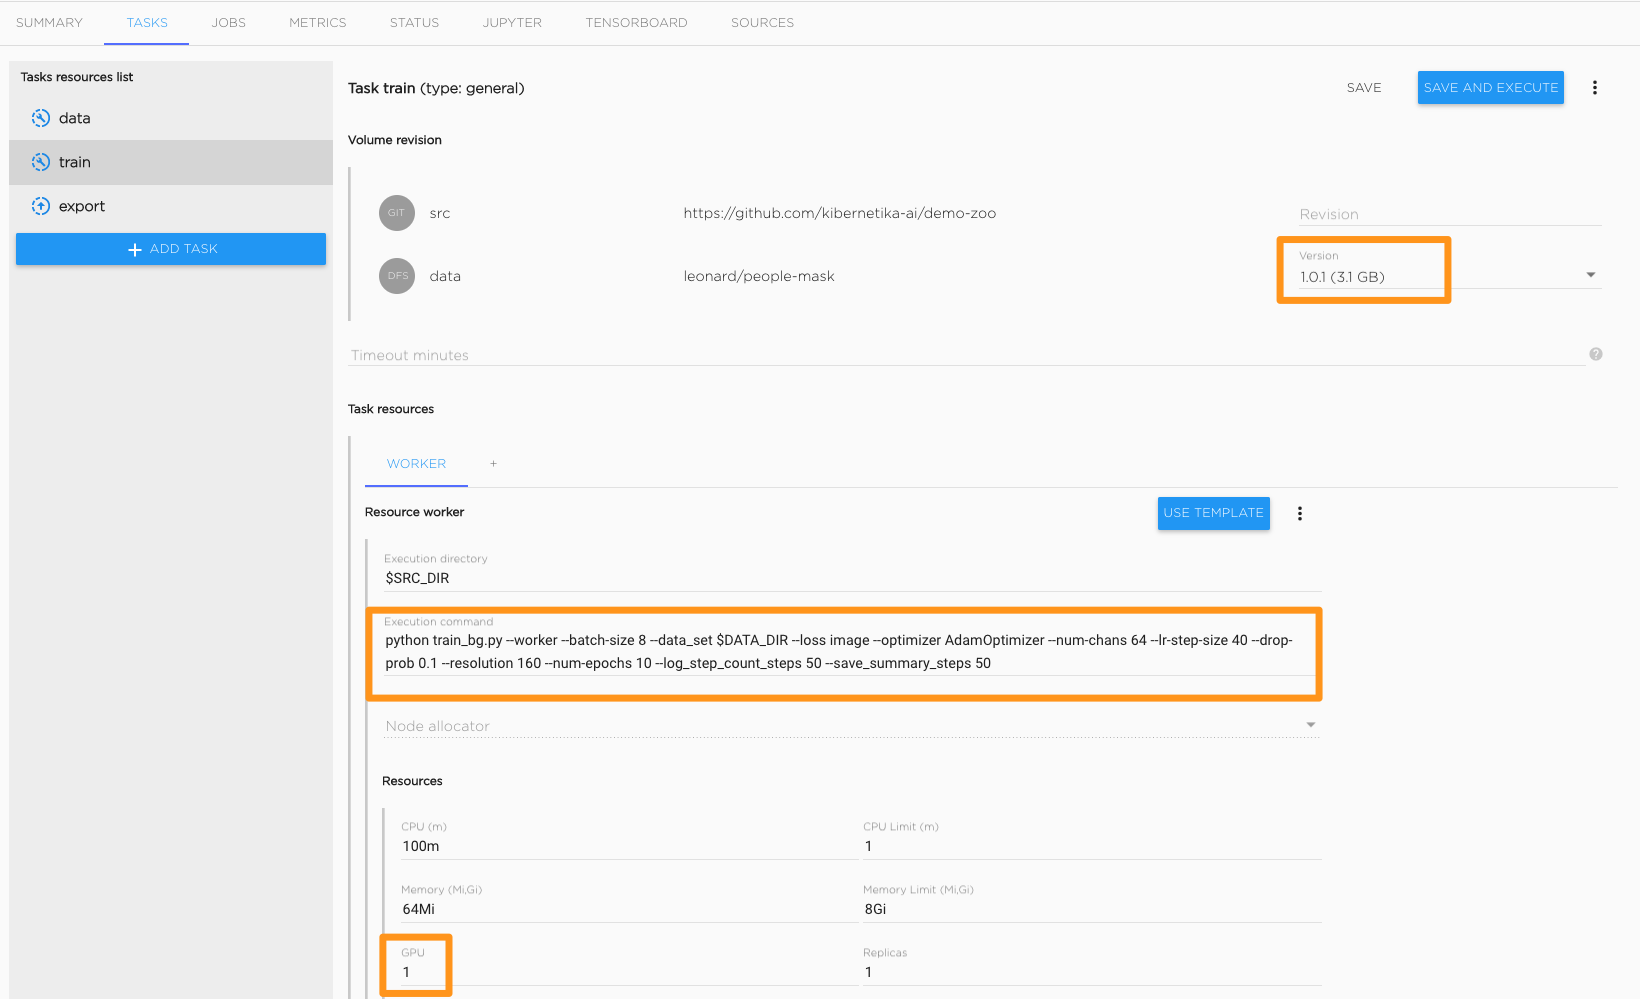 SUMMARY TASKS JOBS METRICS STATUS JUPYTER TENSORBOARD SOURCES
Tasks resources list
data
train
export
ADD TASK
Task train (type: general)
SAVE
SAVE AND EXECUTE
Volume revision
GIT src https://github.com/kibernetika-ai/demo-zoo Revision
Version
DFS data leonard/people-mask 1.0.1 (3.1 GB)
Timeout minutes ?
Task resources
WORKER +
Resource worker
USE TEMPLATE
Execution directory
$SRC_DIR
Execution command
python train_bg.py --worker --batch-size 8 --data_set $DATA_DIR --loss image --optimizer AdamOptimizer --num-chans 64 --lr-step-size 40 --drop-
prob 0.1 --resolution 160 --num-epochs 10 --log_step_count_steps 50 --save_summary_steps 50
Node allocator
Resources
CPU (m) CPU Limit (m)
100m 1
Memory (Mi,Gi) Memory Limit (Mi,Gi)
64Mi 8Gi
GPU Replicas
1 1